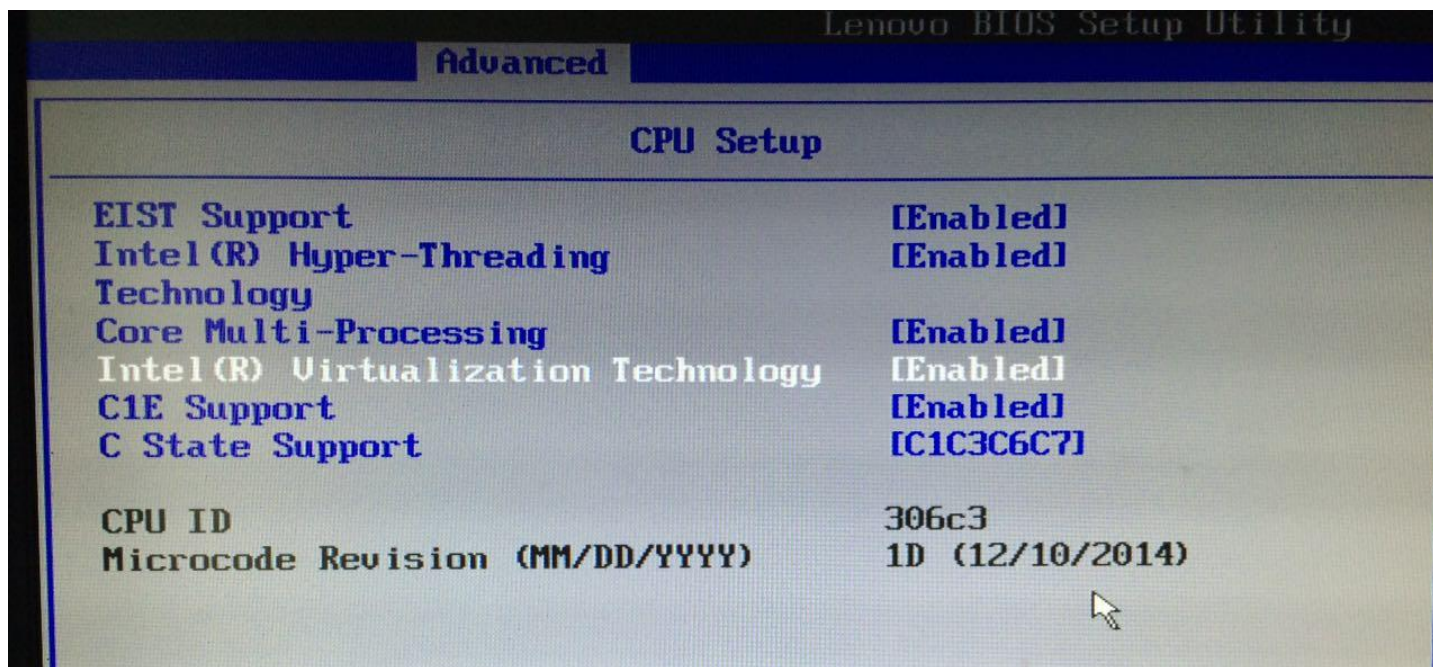 Lenovo BIOS Setup Utility
Advanced
CPU Setup
EIST Support [Enabled]
Intel(R) Hyper-Threading [Enabled]
Technology
Core Multi-Processing [Enabled]
Intel(R) Virtualization Technology [Enabled]
C1E Support [Enabled]
C State Support [C1C3C6C7]
CPU ID 306c3
Microcode Revision (MM/DD/YYYY) 1D (12/10/2014)